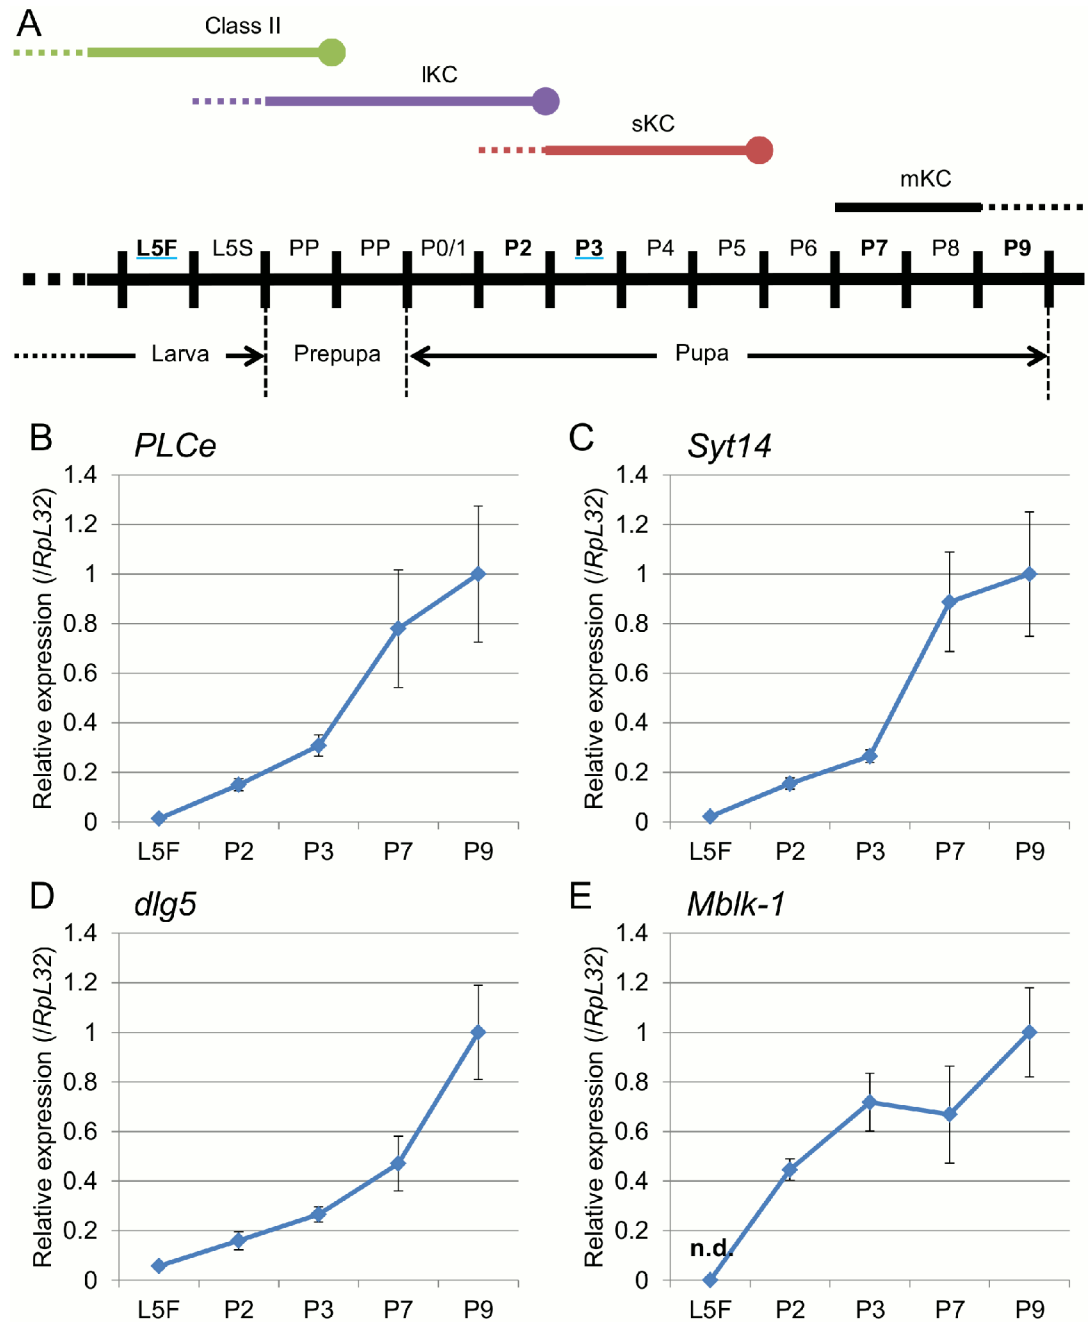 A
Class II
lKC
sKC
mKC
L5F L5S PP PP P0/1 P2 P3 P4 P5 P6 P7 P8 P9
Larva Prepupa Pupa
B PLCe
Relative expression (/RpL32)
1.4
1.2
1
0.8
0.6
0.4
0.2
0
L5F P2 P3 P7 P9
C Syt14
Relative expression (/RpL32)
1.4
1.2
1
0.8
0.6
0.4
0.2
0
L5F P2 P3 P7 P9
D dlg5
Relative expression (/RpL32)
1.4
1.2
1
0.8
0.6
0.4
0.2
0
L5F P2 P3 P7 P9
E Mblk-1
Relative expression (/RpL32)
1.4
1.2
1
0.8
0.6
0.4
0.2
0
n.d.
L5F P2 P3 P7 P9